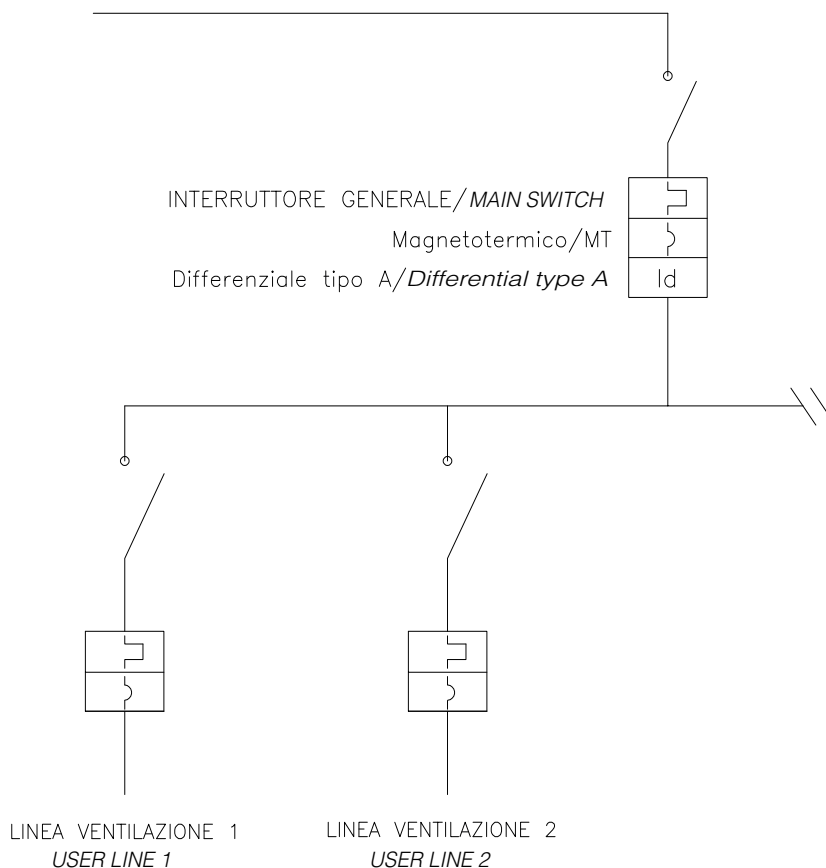 INTERRUTTORE GENERALE/MAIN SWITCH
Magnetotermico/MT
Differenziale tipo A/Differential type A
Id
LINEA VENTILAZIONE 1
USER LINE 1
LINEA VENTILAZIONE 2
USER LINE 2